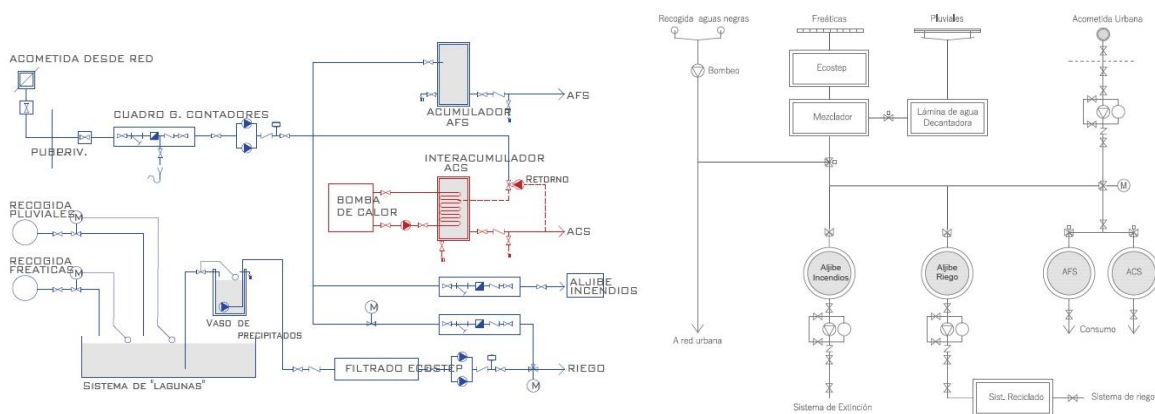 ACOMETIDA DESDE RED
CUADRO G. CONTADORES
PUB.
PRIV.
ACUMULADOR
AFS
AFS
INTERACUMULADOR
ACS
RETORNO
BOMBA
DE CALOR
ACS
RECOGIDA
PLUVIALES
M
RECOGIDA
FREATICAS
M
VASO DE
PRECIPITADOS
M
ALJIBE
INCENDIOS
FILTRADO ECOSTEP
RIEGO
M
SISTEMA DE "LAGUNAS"
Recogida aguas negras
Freáticas
Pluviales
Acometida Urbana
Bombeo
Ecostep
Mezclador
Lámina de agua
Decantadora
M
Aljibe
Incendios
Aljibe
Riego
AFS
ACS
Consumo
A red urbana
Sistema de Extinción
Sist. Reciclado
Sistema de riego